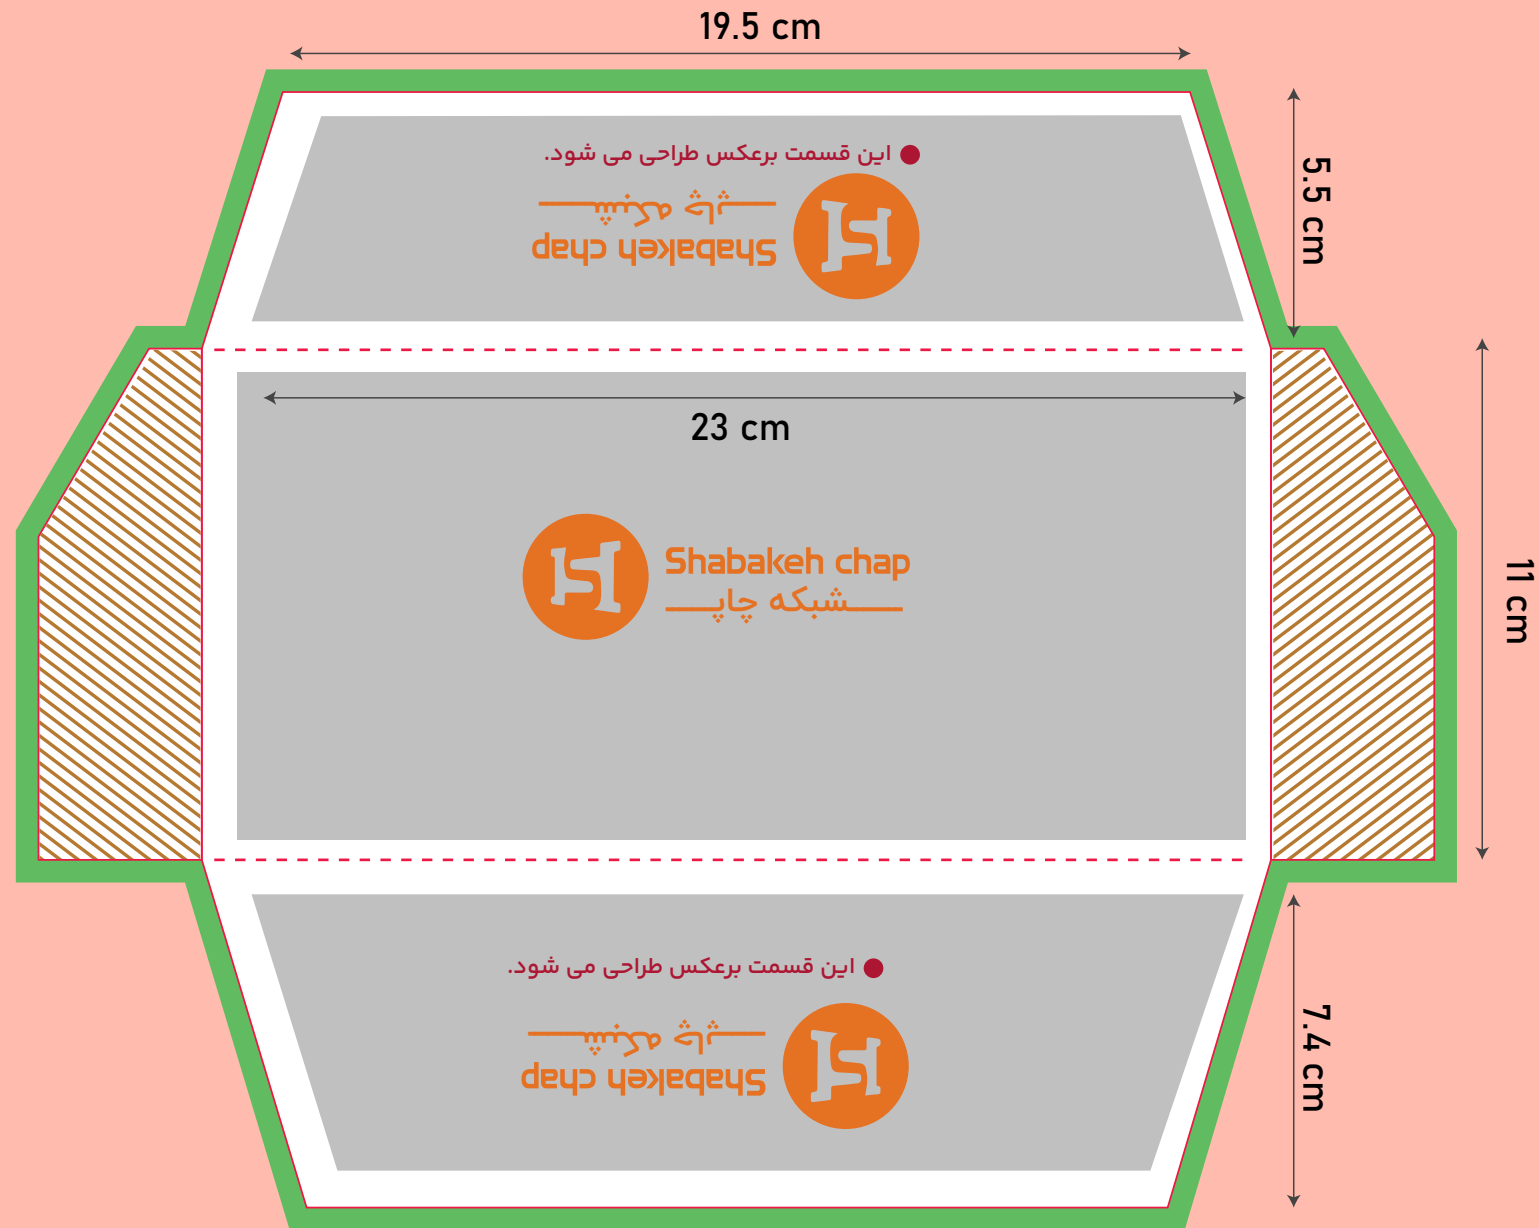 19.5 cm
● این قسمت برعکس طراحی می شود.
شبکه چاپ
Shabakeh chap
5.5 cm
23 cm
Shabakeh chap
شبکه چاپ
11 cm
● این قسمت برعکس طراحی می شود.
شبکه چاپ
Shabakeh chap
7.4 cm